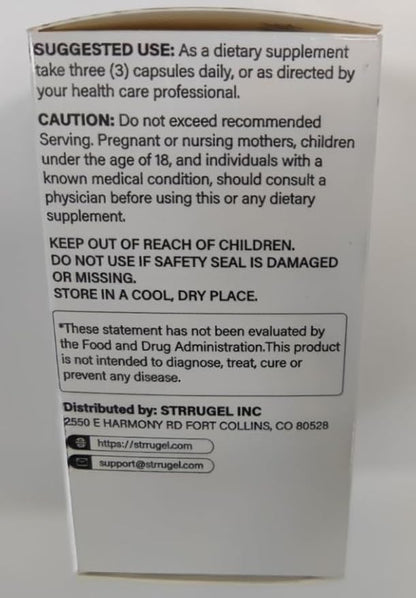 SUGGESTED USE: As a dietary supplement
take three (3) capsules daily, or as directed by
your health care professional.
CAUTION: Do not exceed recommended
Serving. Pregnant or nursing mothers, children
under the age of 18, and individuals with a
known medical condition, should consult a
physician before using this or any dietary
supplement.
KEEP OUT OF REACH OF CHILDREN.
DO NOT USE IF SAFETY SEAL IS DAMAGED
OR MISSING.
STORE IN A COOL, DRY PLACE.
*These statement has not been evaluated by
the Food and Drug Administration.This product
is not intended to diagnose, treat, cure or
prevent any disease.
Distributed by: STRRUGEL INC
2550 E HARMONY RD FORT COLLINS, CO 80528
https://strrugel.com
support@strrugel.com